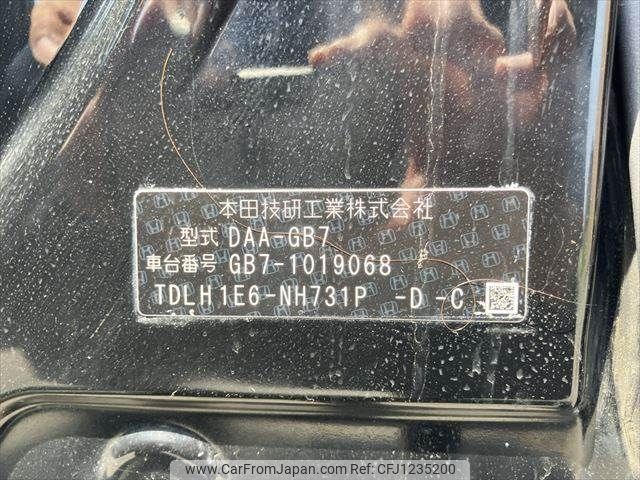 本田技研工業株式会社
型式 DAA-GB7
車台番号 GB7-1019068
TDLH1E6-NH731P -D -C
www.CarFromJapan.com | No. CFJ1235200